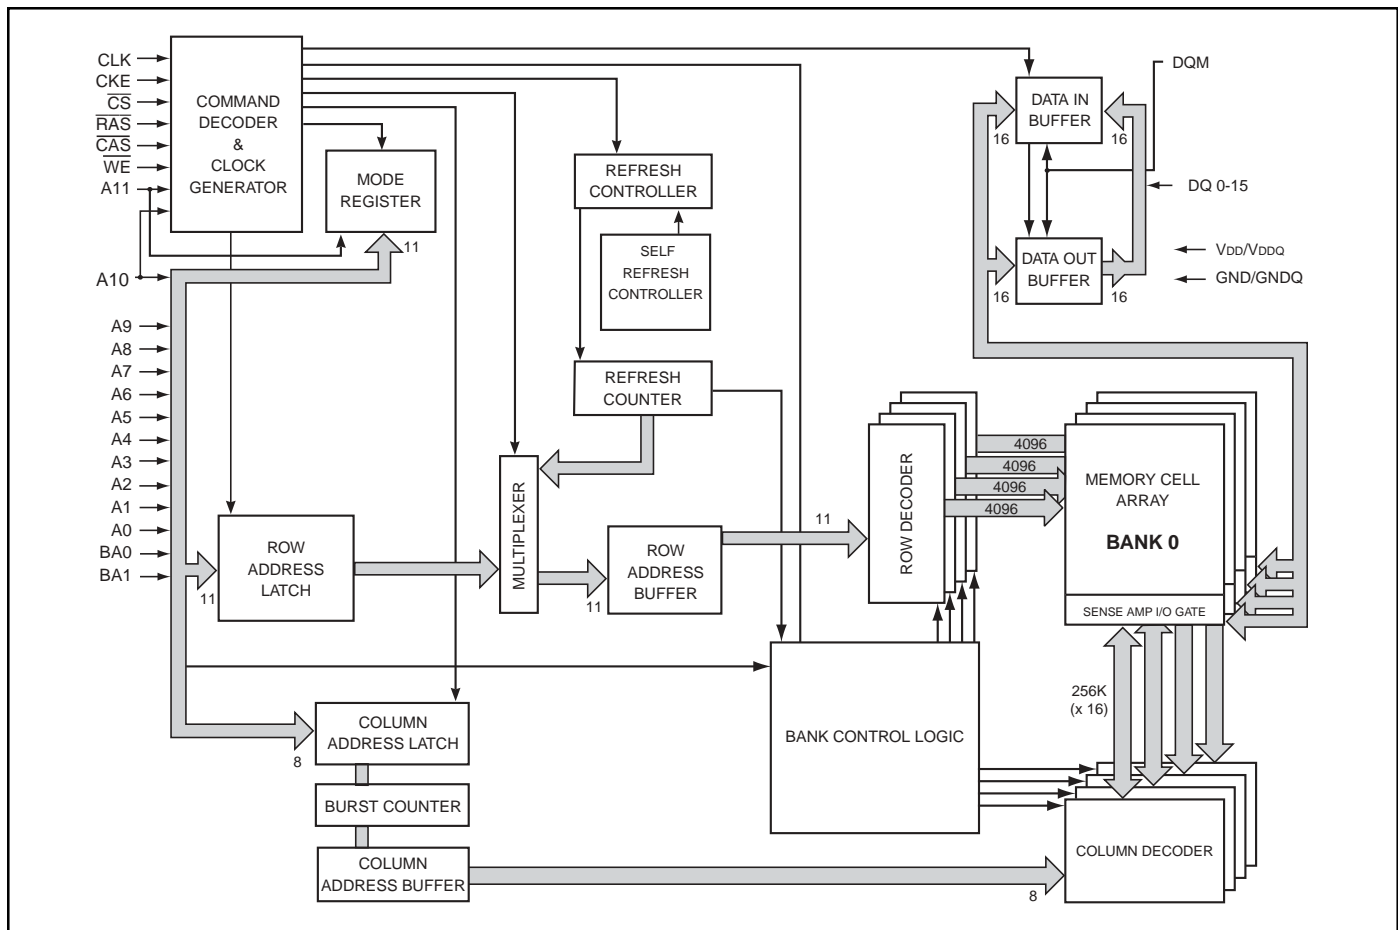 CLK
CKE
CS
RAS
CAS
WE
A11
A10
A9
A8
A7
A6
A5
A4
A3
A2
A1
A0
BA0
BA1
COMMAND
DECODER
&
CLOCK
GENERATOR
MODE
REGISTER
11
REFRESH
CONTROLLER
SELF
REFRESH
CONTROLLER
REFRESH
COUNTER
DATA IN
BUFFER
16
16
DQM
DQ 0-15
DATA OUT
BUFFER
16
16
VDD/VDDQ
GND/GNDQ
11
ROW
ADDRESS
LATCH
MULTIPLEXER
11
ROW
ADDRESS
BUFFER
11
ROW DECODER
4096
4096
4096
4096
MEMORY CELL
ARRAY
BANK 0
SENSE AMP I/O GATE
256K
(x 16)
BANK CONTROL LOGIC
8
COLUMN
ADDRESS LATCH
BURST COUNTER
COLUMN
ADDRESS BUFFER
8
COLUMN DECODER